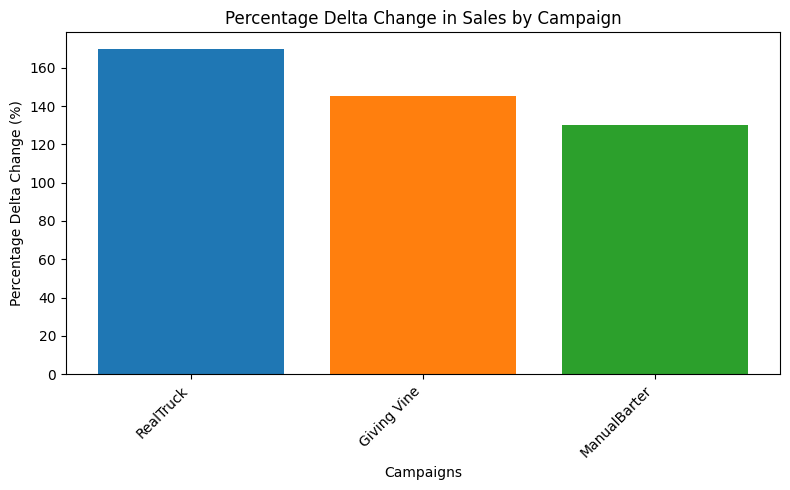 Percentage Delta Change in Sales by Campaign
Percentage Delta Change (%)
160
140
120
100
80
60
40
20
0
RealTruck
Giving Vine
ManualBarter
Campaigns